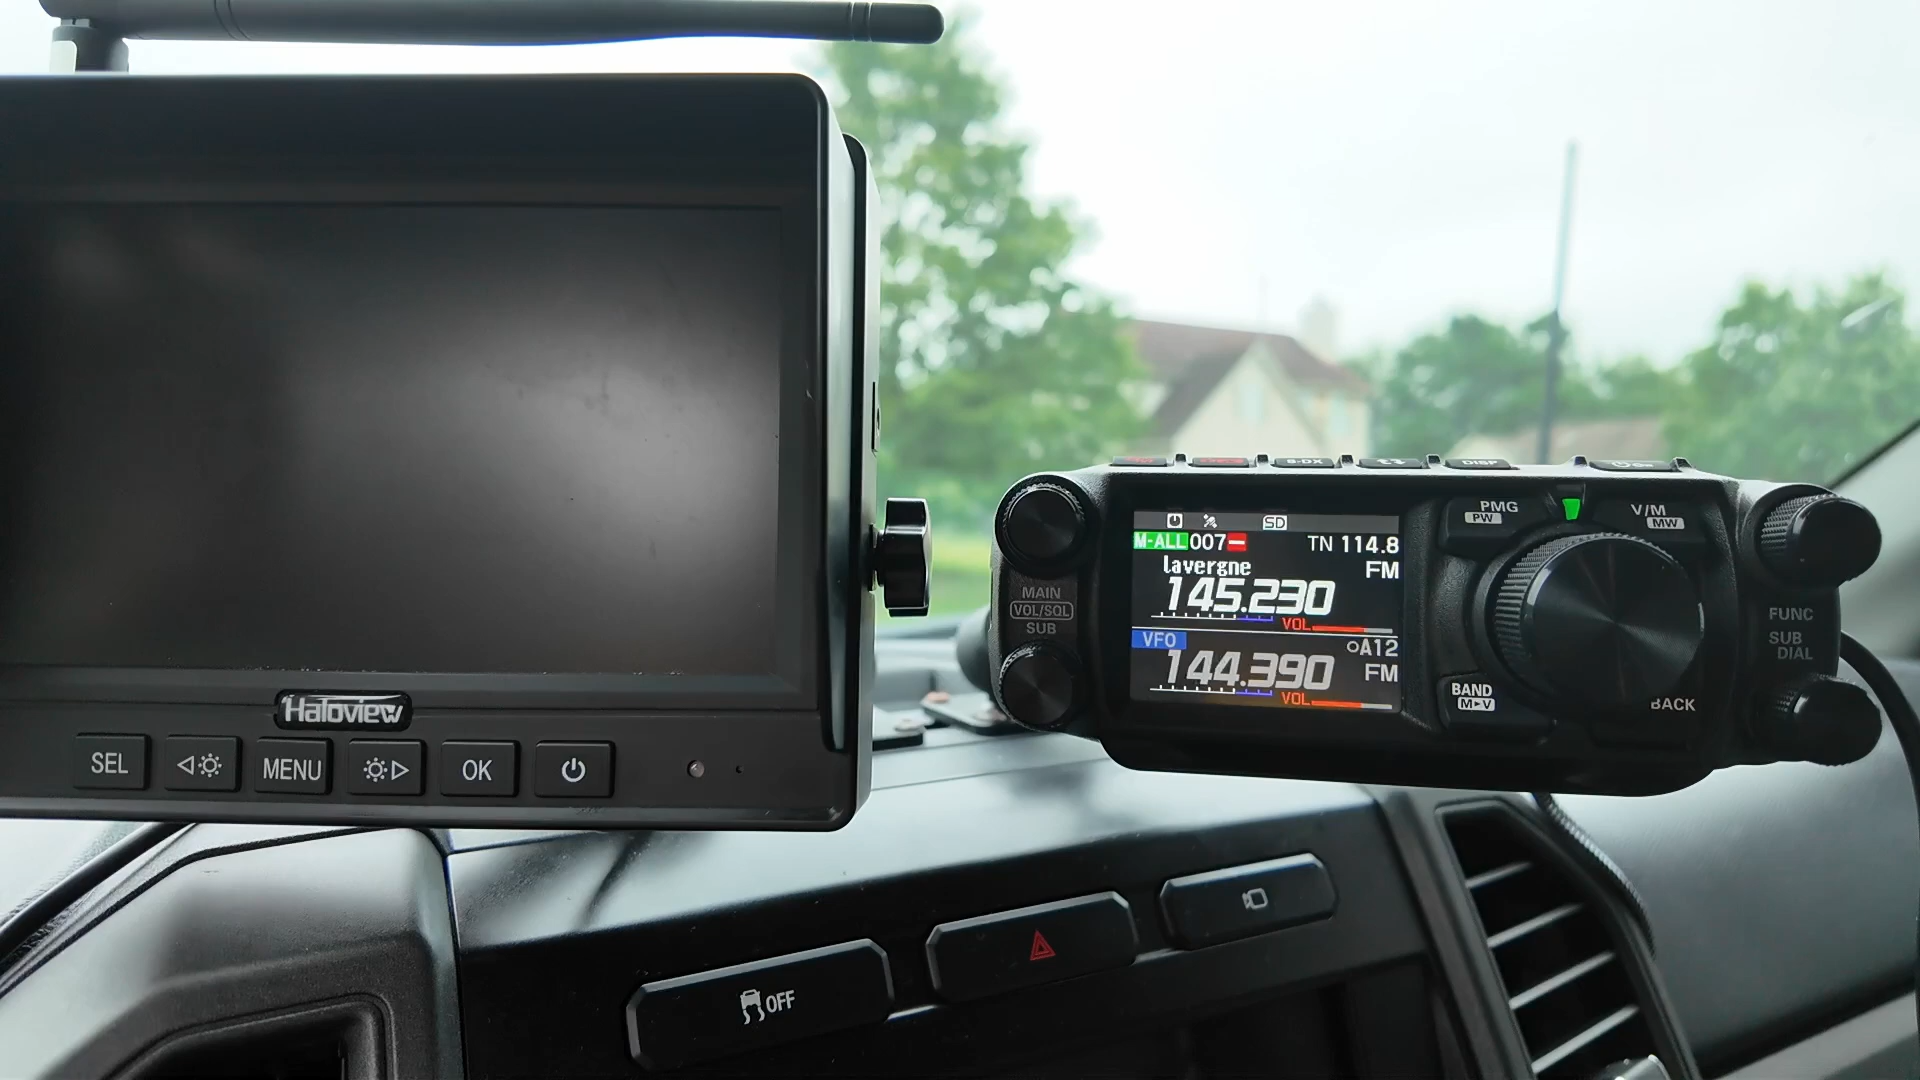 Haloview
SEL
MENU
OK
S-DX
DISP
SD
M-ALL 007 TN 114.8
lavergne FM
145.230
VOL
VFO A12
144.390 FM
VOL
MAIN
VOL/SQL
SUB
PMG
PW
V/M
MW
BAND
M▶V
BACK
FUNC
SUB
DIAL
OFF